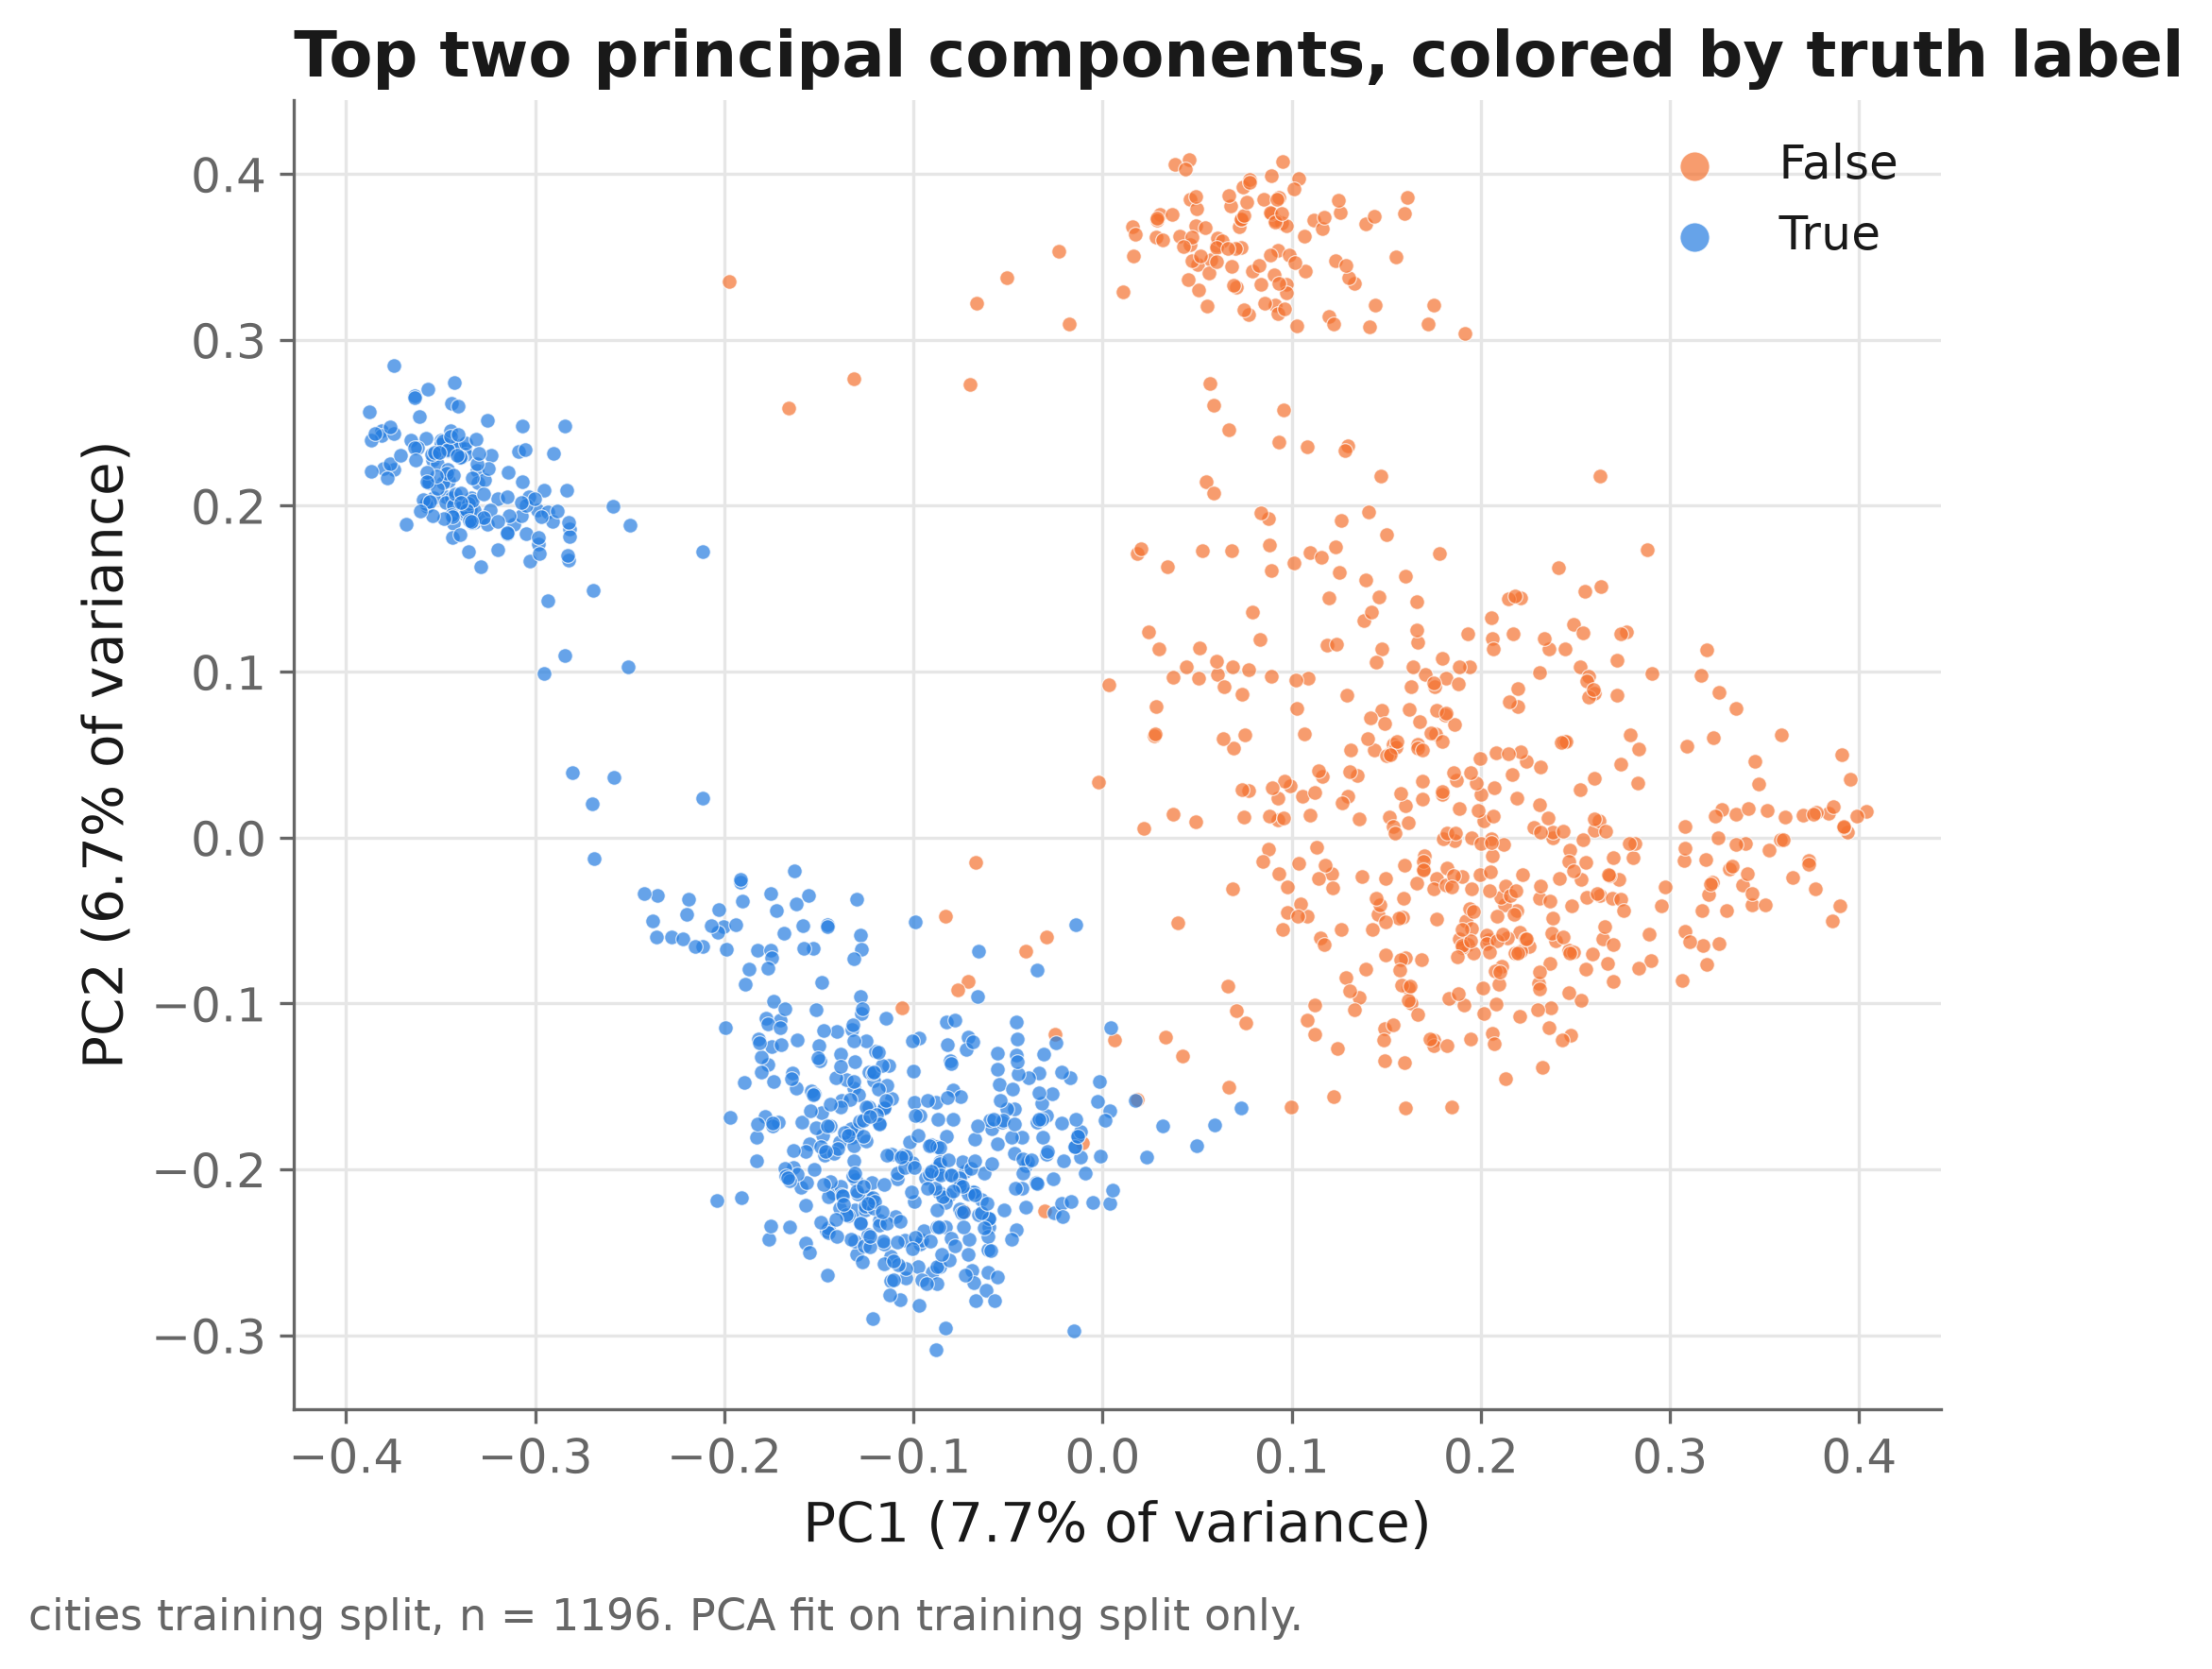 Top two principal components, colored by truth label
False
True
0.4
0.3
0.2
0.1
0.0
−0.1
−0.2
−0.3
PC2 (6.7% of variance)
−0.4 −0.3 −0.2 −0.1 0.0 0.1 0.2 0.3 0.4
PC1 (7.7% of variance)
cities training split, n = 1196. PCA fit on training split only.